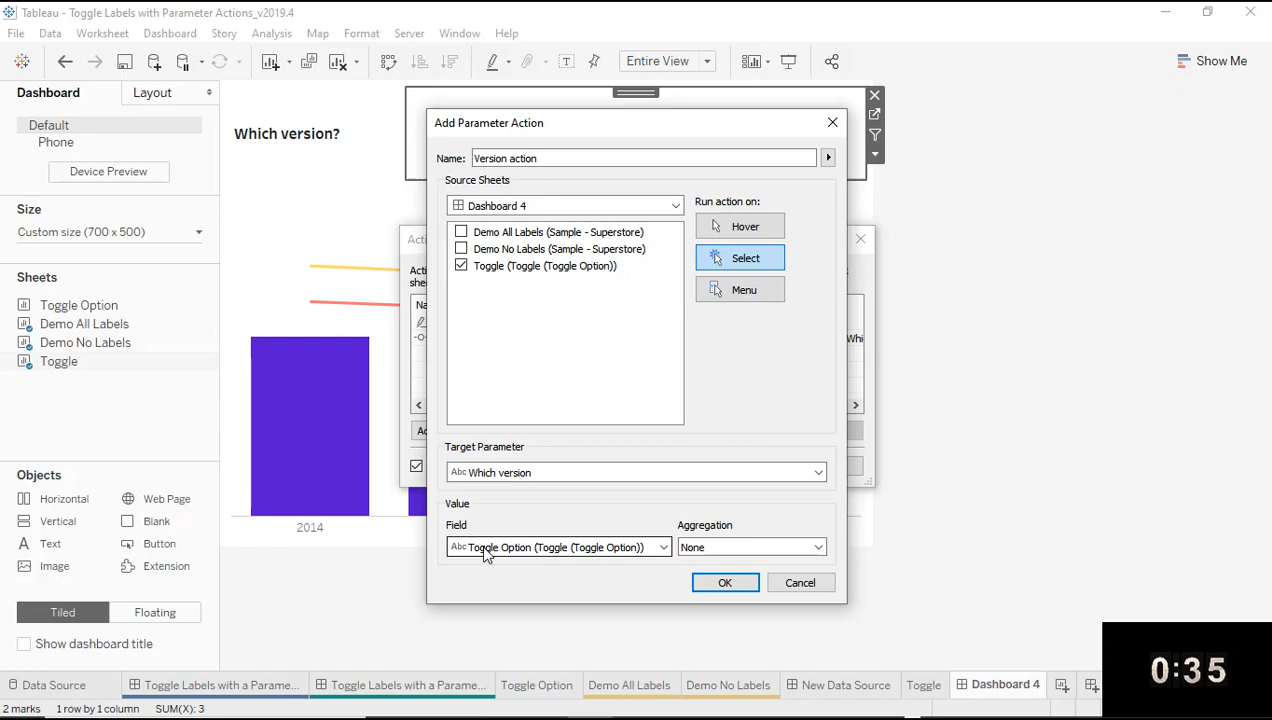 Tableau - Toggle Labels with Parameter Actions_v2019.4
File Data Worksheet Dashboard Story Analysis Map Format Server Window Help
Entire View
Show Me
Dashboard Layout
Default
Phone
Device Preview
Size
Custom size (700 x 500)
Sheets
Toggle Option
Demo All Labels
Demo No Labels
Toggle
Objects
Horizontal Web Page
Vertical Blank
Text Button
Image Extension
Tiled Floating
Show dashboard title
Which version?
2014
Add Parameter Action
Name: Version action
Source Sheets
Dashboard 4
Demo All Labels (Sample - Superstore)
Demo No Labels (Sample - Superstore)
Toggle (Toggle (Toggle Option))
Run action on:
Hover
Select
Menu
Target Parameter
Abc Which version
Value
Field Aggregation
Abc Toggle Option (Toggle (Toggle Option)) None
OK Cancel
0:35
Data Source Toggle Labels with a Parame... Toggle Labels with a Parame... Toggle Option Demo All Labels Demo No Labels New Data Source Toggle Dashboard 4
2 marks 1 row by 1 column SUM(X): 3